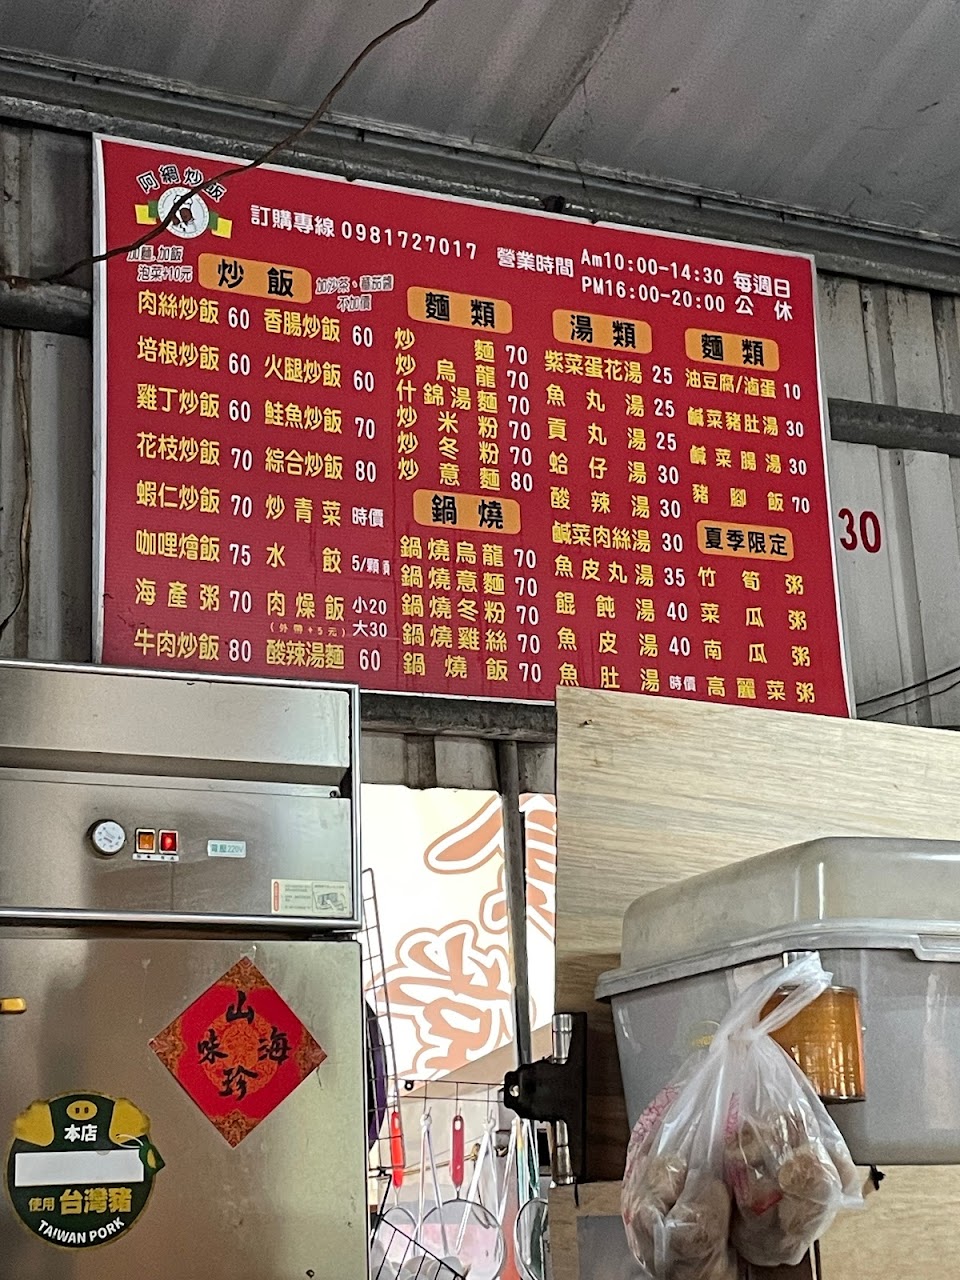 阿綱炒飯
訂購專線 0981727017
營業時間 Am10:00-14:30
PM16:00-20:00
每週日
公 休
加麵.加飯
泡菜+10元
炒飯
加沙茶、蕃茄醬
不加價
肉絲炒飯 60
培根炒飯 60
雞丁炒飯 60
花枝炒飯 70
蝦仁炒飯 70
咖哩燴飯 75
海產粥 70
牛肉炒飯 80
香腸炒飯 60
火腿炒飯 60
鮭魚炒飯 70
綜合炒飯 80
炒青菜 時價
水餃 5/顆
肉燥飯 小20
(外帶+5元) 大30
酸辣湯麵 60
麵類
炒麵 70
炒烏龍 70
什錦湯麵 70
炒米粉 70
炒冬粉 70
炒意麵 80
鍋燒
鍋燒烏龍 70
鍋燒意麵 70
鍋燒冬粉 70
鍋燒雞絲 70
鍋燒飯 70
湯類
紫菜蛋花湯 25
魚丸湯 25
貢丸湯 25
蛤仔湯 30
酸辣湯 30
鹹菜肉絲湯 30
魚皮丸湯 35
餛飩湯 40
魚皮湯 40
魚肚湯 時價
麵類
油豆腐/滷蛋 10
鹹菜豬肚湯 30
鹹菜腸湯 30
豬腳飯 70
夏季限定
竹筍粥
菜瓜粥
南瓜粥
高麗菜粥
30
電壓220V
山
味 海
珍
本店
使用 台灣豬
TAIWAN PORK